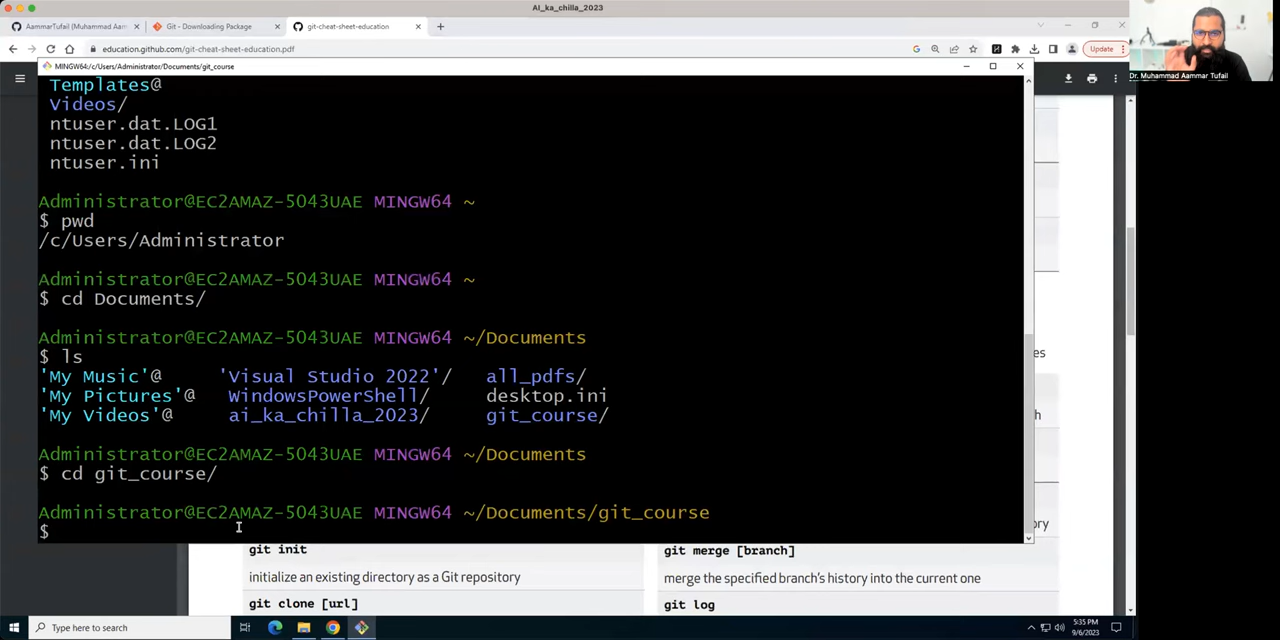 AI_ka_chilla_2023
AammarTufail (Muhammad Aam
Git - Downloading Package
git-cheat-sheet-education
education.github.com/git-cheat-sheet-education.pdf
Update
Dr. Muhammad Aammar Tufail
MINGW64:/c/Users/Administrator/Documents/git_course
Templates@
Videos/
ntuser.dat.LOG1
ntuser.dat.LOG2
ntuser.ini
Administrator@EC2AMAZ-5043UAE MINGW64 ~
$ pwd
/c/Users/Administrator
Administrator@EC2AMAZ-5043UAE MINGW64 ~
$ cd Documents/
Administrator@EC2AMAZ-5043UAE MINGW64 ~/Documents
$ ls
'My Music'@ 'Visual Studio 2022'/ all_pdfs/
'My Pictures'@ WindowsPowerShell/ desktop.ini
'My Videos'@ ai_ka_chilla_2023/ git_course/
Administrator@EC2AMAZ-5043UAE MINGW64 ~/Documents
$ cd git_course/
Administrator@EC2AMAZ-5043UAE MINGW64 ~/Documents/git_course
$
git init
initialize an existing directory as a Git repository
git clone [url]
git merge [branch]
merge the specified branch's history into the current one
git log
Type here to search
5:35 PM
9/6/2023